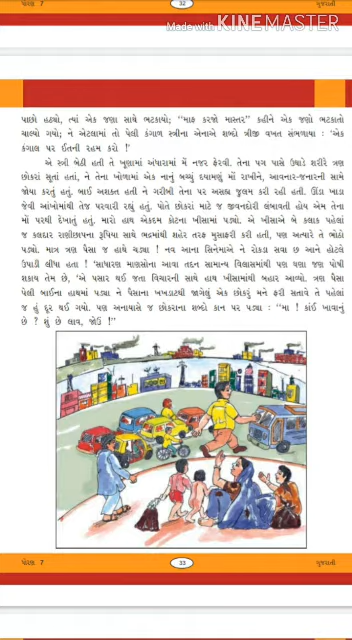 ધોરણ 7
32
ગુજરાતી
Made with KINEMASTER
પાછો હટ્યો, ત્યાં એક જણા સાથે ભટકાયો; ‘‘માફ કરજો માસ્તર’’ કહીને એક જણો ભટકાતો
ચાલ્યો ગયો; ને એટલામાં તો પેલી કંગાળ સ્ત્રીના એનાએ શબ્દો ત્રીજી વખત સંભળાયા : ‘એક
કંગાલ પર ઈતની રહમ કરો !’
એ સ્ત્રી બેઠી હતી તે ખૂણામાં અંધારામાં મેં નજર ફેરવી. તેના પગ પાસે ઉઘાડે શરીરે ત્રણ
છોકરાં સૂતાં હતાં, ને તેના ખોળામાં એક નાનું બચ્ચું દયામણું મોં રાખીને, આવનાર-જનારની સામે
જોયા કરતું હતું. બાઈ અશક્ત હતી ને ગરીબી તેના પર અસહ્ય જુલમ કરી રહી હતી. ઊંડા ખાડા
જેવી આંખોમાંથી તેજ પરવારી રહ્યું હતું. પોતે છોકરાં માટે જ જીવનદોરી લંબાવતી હોય એમ તેના
મોં પરથી દેખાતું હતું. મારો હાથ એકદમ કોટના ખીસામાં પડ્યો. એ ખીસાએ બે કલાક પહેલાં
જ કલદાર રાણીછાપના રૂપિયા સાથે ભદ્રમાંથી શહેર તરફ મુસાફરી કરી હતી, પણ અત્યારે તે ભોંઠો
પડ્યો. માત્ર ત્રણ પૈસા જ હાથે ચડ્યા ! નવ આના સિનેમાએ ને રોકડા સવા છ આને હોટલે
ઉપાડી લીધા હતા ! ‘સાધારણ માણસોના આવા તદ્દન સામાન્ય વિલાસમાંથી પણ ઘણા જણ પોષી
શકાય તેમ છે, ’એ પસાર થઈ જતા વિચારની સાથે હાથ ખીસામાંથી બહાર આવ્યો. ત્રણ પૈસા
પેલી બાઈના હાથમાં પડ્યા ને પૈસાના ખખડાટથી જાગેલું એક છોકરું મને ફરી સતાવે તે પહેલાં
જ હું દૂર થઈ ગયો. પણ અનાયાસે જ છોકરાના શબ્દો કાન પર પડ્યા : ‘‘મા ! કાંઈ ખાવાનું
છે ? શું છે લાવ, જોઉં !’’
ધોરણ 7
33
ગુજરાતી